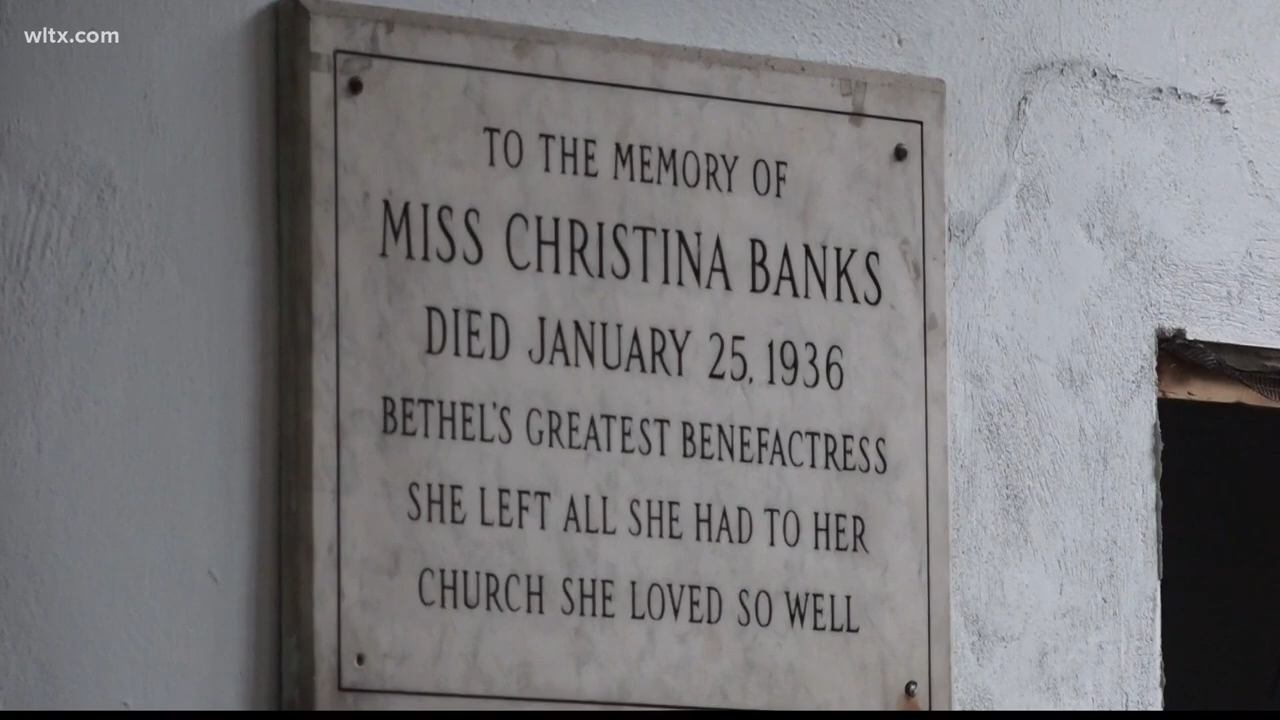 wltx.com
TO THE MEMORY OF
MISS CHRISTINA BANKS
DIED JANUARY 25, 1936
BETHEL'S GREATEST BENEFACTRESS
SHE LEFT ALL SHE HAD TO HER
CHURCH SHE LOVED SO WELL